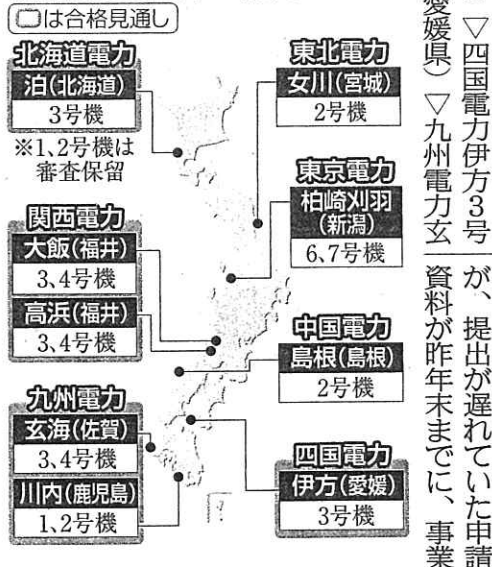 は合格見通し
北海道電力
泊(北海道)
3号機
※1、2号機は
審査保留
関西電力
大飯(福井)
3、4号機
高浜(福井)
3、4号機
九州電力
玄海(佐賀)
3、4号機
川内(鹿児島)
1、2号機
東北電力
女川(宮城)
2号機
東京電力
柏崎刈羽
(新潟)
6、7号機
中国電力
島根(島根)
2号機
四国電力
伊方(愛媛)
3号機
▽四国電力伊方3号
愛媛県)▽九州電力玄
が、提出が遅れていた申請
資料が昨年末までに、事業